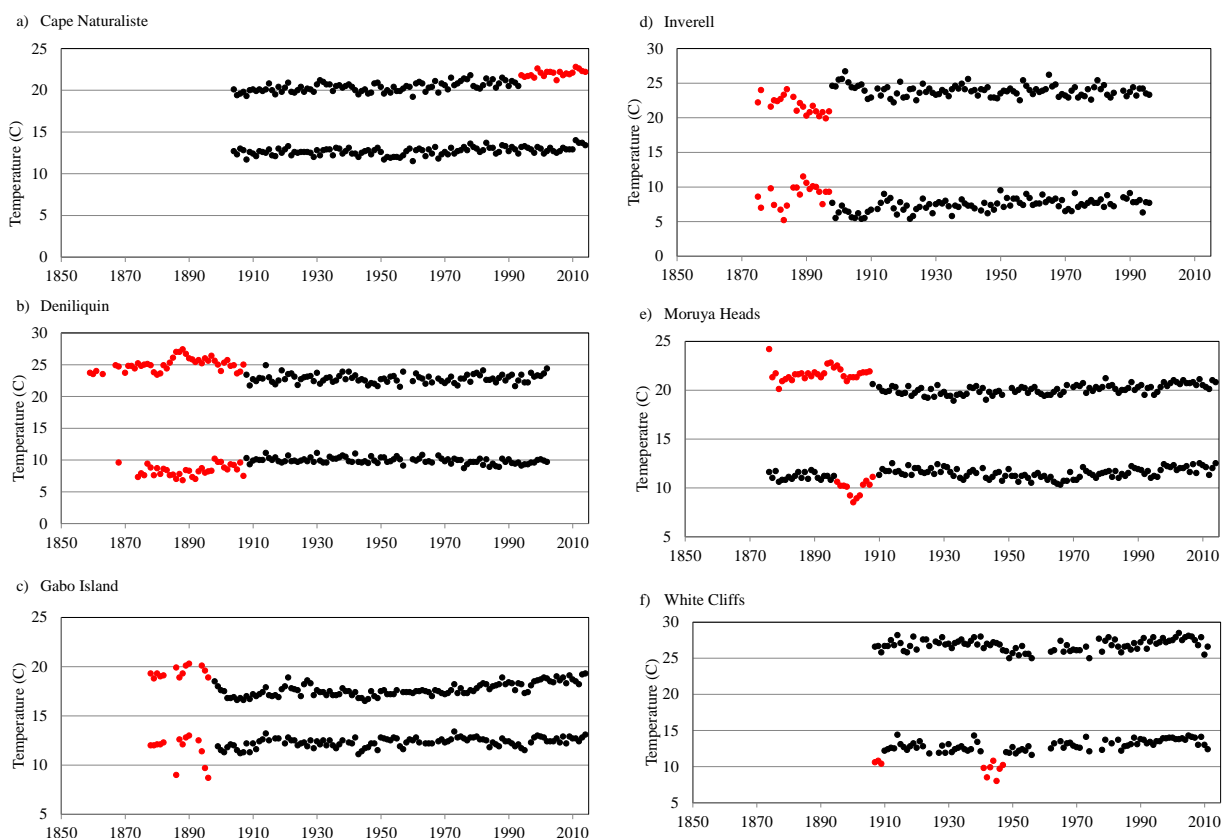 a) Cape Naturaliste
25
20
15
10
5
0
Temperature (C)
1850 1870 1890 1910 1930 1950 1970 1990 2010
b) Deniliquin
30
25
20
15
10
5
0
Temperature (C)
1850 1870 1890 1910 1930 1950 1970 1990 2010
c) Gabo Island
25
20
15
10
5
Temperature (C)
1850 1870 1890 1910 1930 1950 1970 1990 2010
d) Inverell
30
25
20
15
10
5
0
Temperature (C)
1850 1870 1890 1910 1930 1950 1970 1990 2010
e) Moruya Heads
25
20
15
10
5
Temeperatre (C)
1850 1870 1890 1910 1930 1950 1970 1990 2010
f) White Cliffs
30
25
20
15
10
5
Temperature (C)
1850 1870 1890 1910 1930 1950 1970 1990 2010